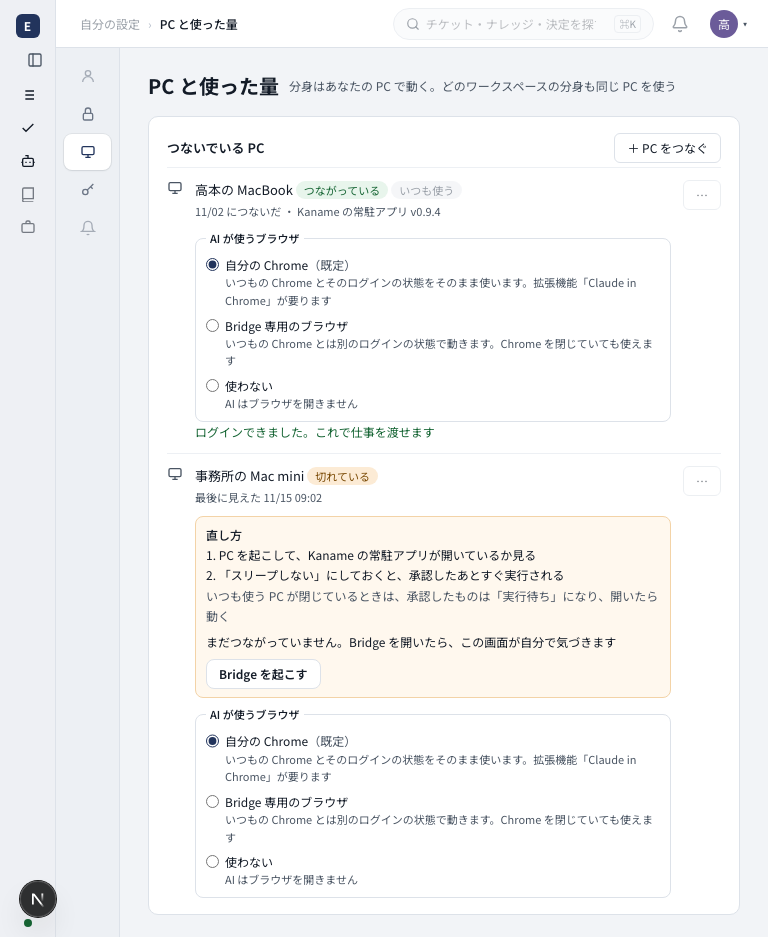 E
自分の設定 › PC と使った量
チケット・ナレッジ・決定を探す
⌘K
高
PC と使った量
分身はあなたの PC で動く。どのワークスペースの分身も同じ PC を使う
つないでいる PC
＋ PC をつなぐ
高本の MacBook つながっている いつも使う
…
11/02 につないだ ・ Kaname の常駐アプリ v0.9.4
AI が使うブラウザ
自分の Chrome（既定）
いつもの Chrome とそのログインの状態をそのまま使います。拡張機能「Claude in
Chrome」が要ります
Bridge 専用のブラウザ
いつもの Chrome とは別のログインの状態で動きます。Chrome を閉じていても使えま
す
使わない
AI はブラウザを開きません
ログインできました。これで仕事を渡せます
事務所の Mac mini 切れている
…
最後に見えた 11/15 09:02
直し方
1. PC を起こして、Kaname の常駐アプリが開いているか見る
2. 「スリープしない」にしておくと、承認したあとすぐ実行される
いつも使う PC が閉じているときは、承認したものは「実行待ち」になり、開いたら
動く
まだつながっていません。Bridge を開いたら、この画面が自分で気づきます
Bridge を起こす
AI が使うブラウザ
自分の Chrome（既定）
いつもの Chrome とそのログインの状態をそのまま使います。拡張機能「Claude in
Chrome」が要ります
Bridge 専用のブラウザ
いつもの Chrome とは別のログインの状態で動きます。Chrome を閉じていても使えま
す
使わない
AI はブラウザを開きません
N